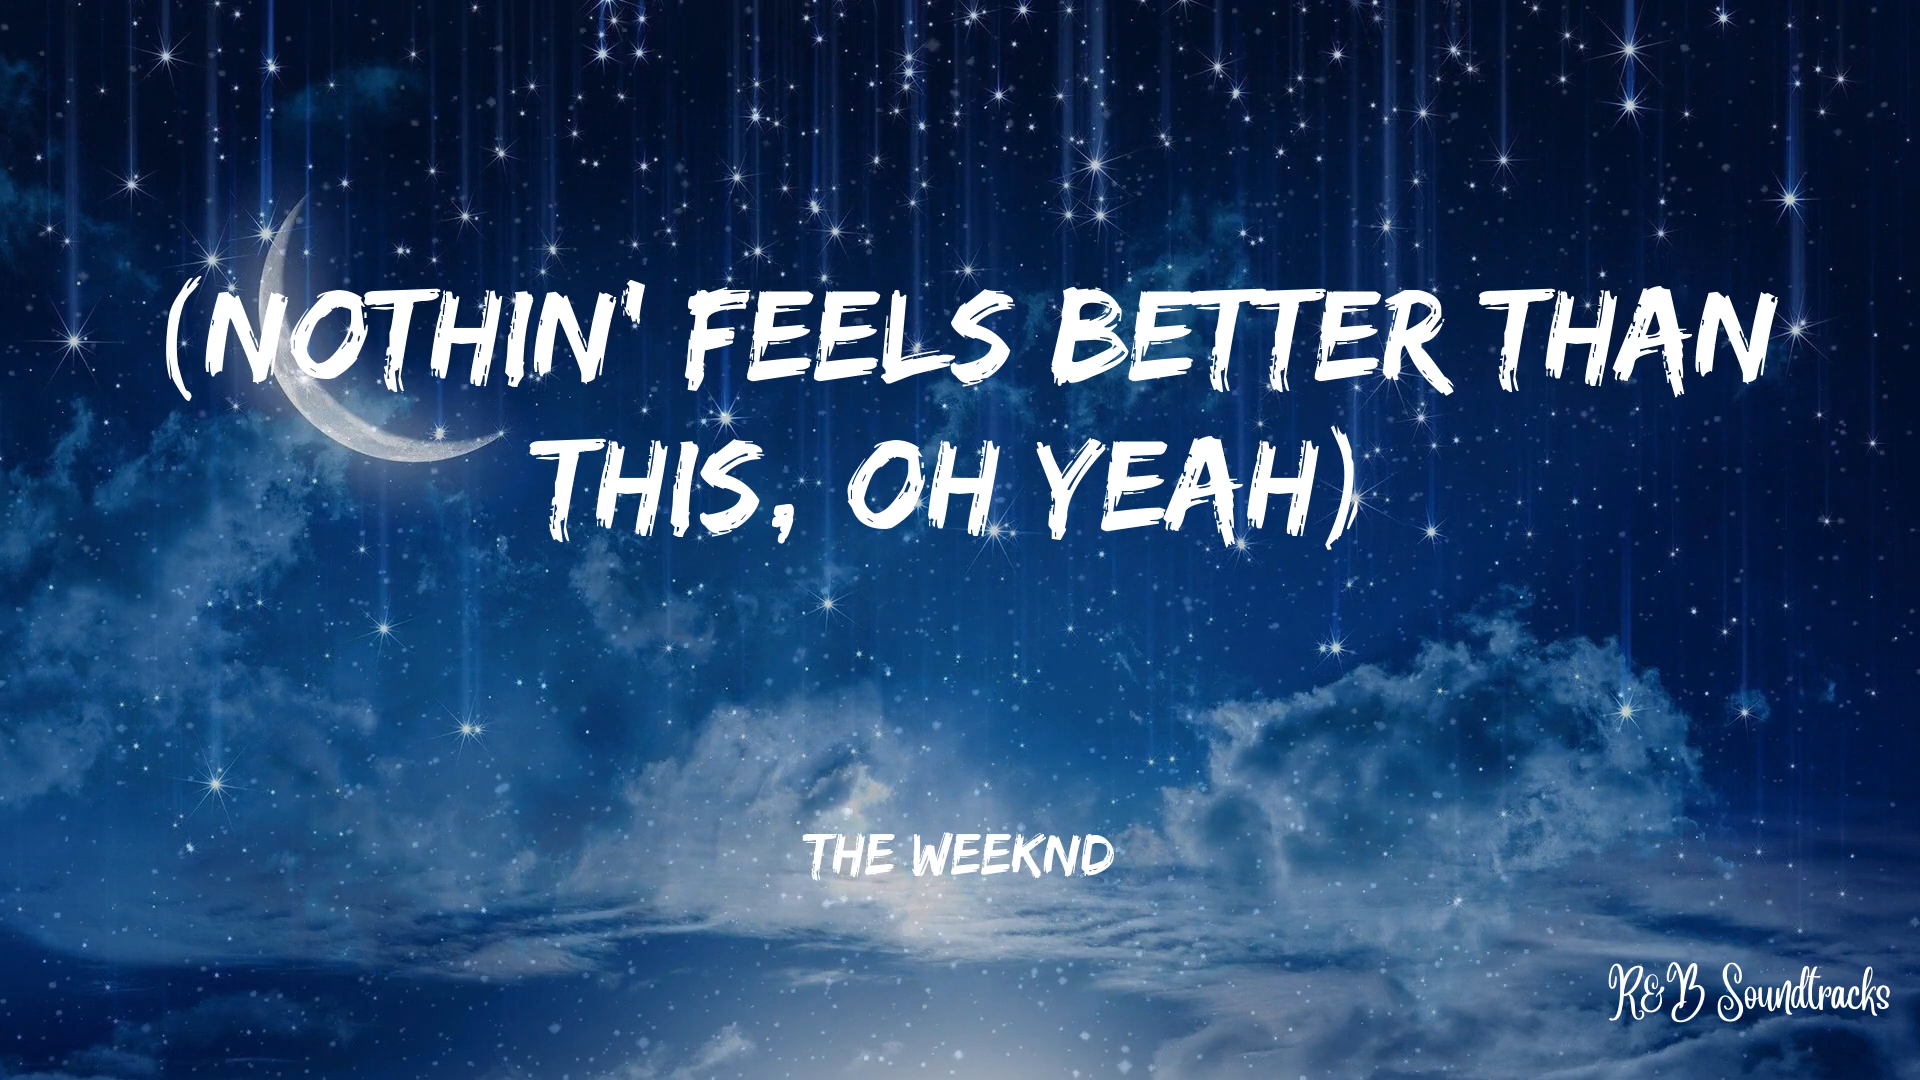 (NOTHIN' FEELS BETTER THAN
THIS, OH YEAH)
THE WEEKND
R&B Soundtracks